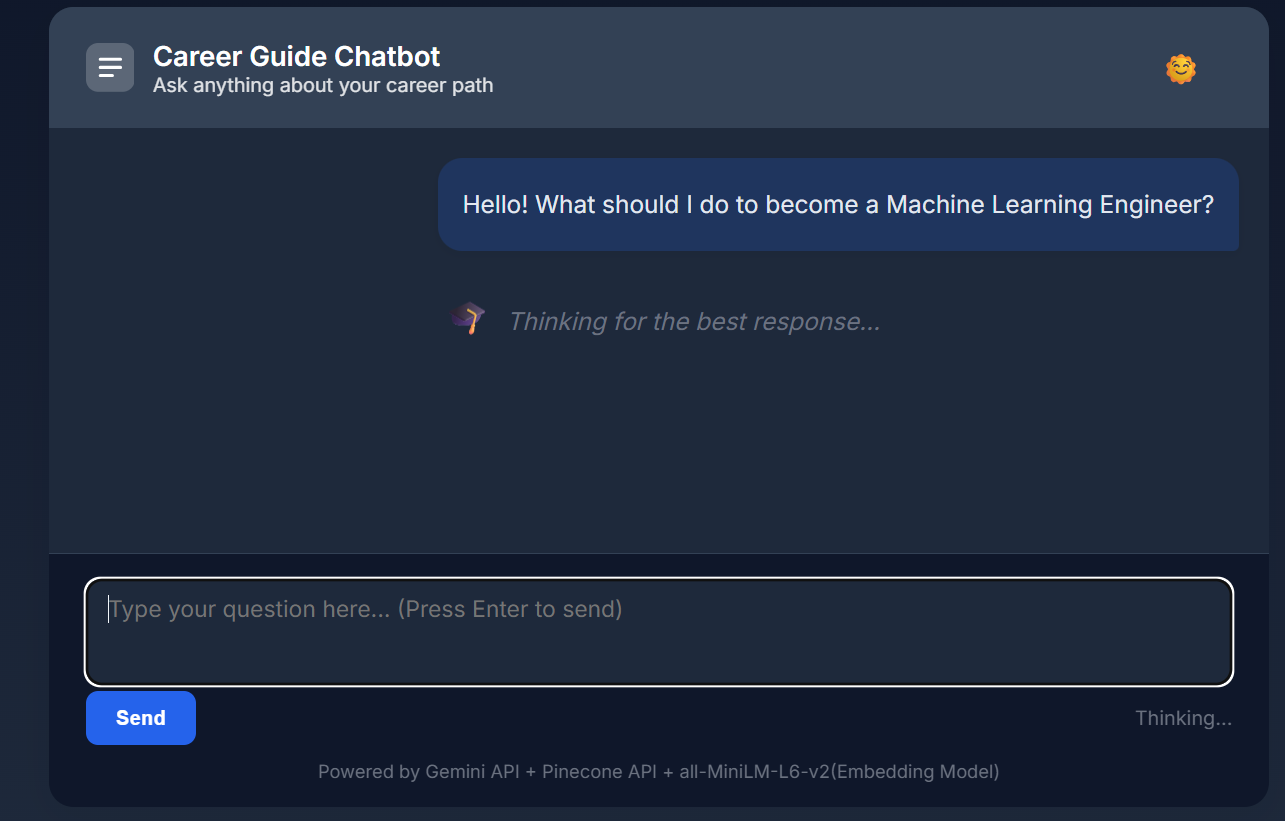 Career Guide Chatbot
Ask anything about your career path
Hello! What should I do to become a Machine Learning Engineer?
Thinking for the best response...
Type your question here... (Press Enter to send)
Send
Thinking...
Powered by Gemini API + Pinecone API + all-MiniLM-L6-v2(Embedding Model)